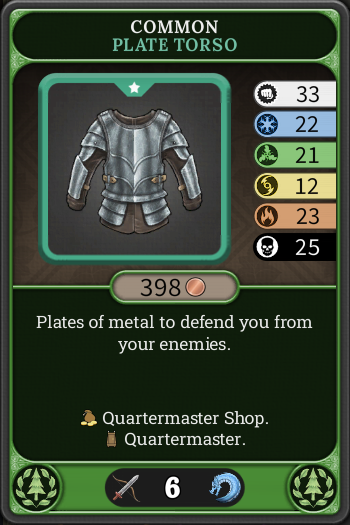 COMMON
PLATE TORSO
33
22
21
12
23
25
398
Plates of metal to defend you from
your enemies.
Quartermaster Shop.
Quartermaster.
6